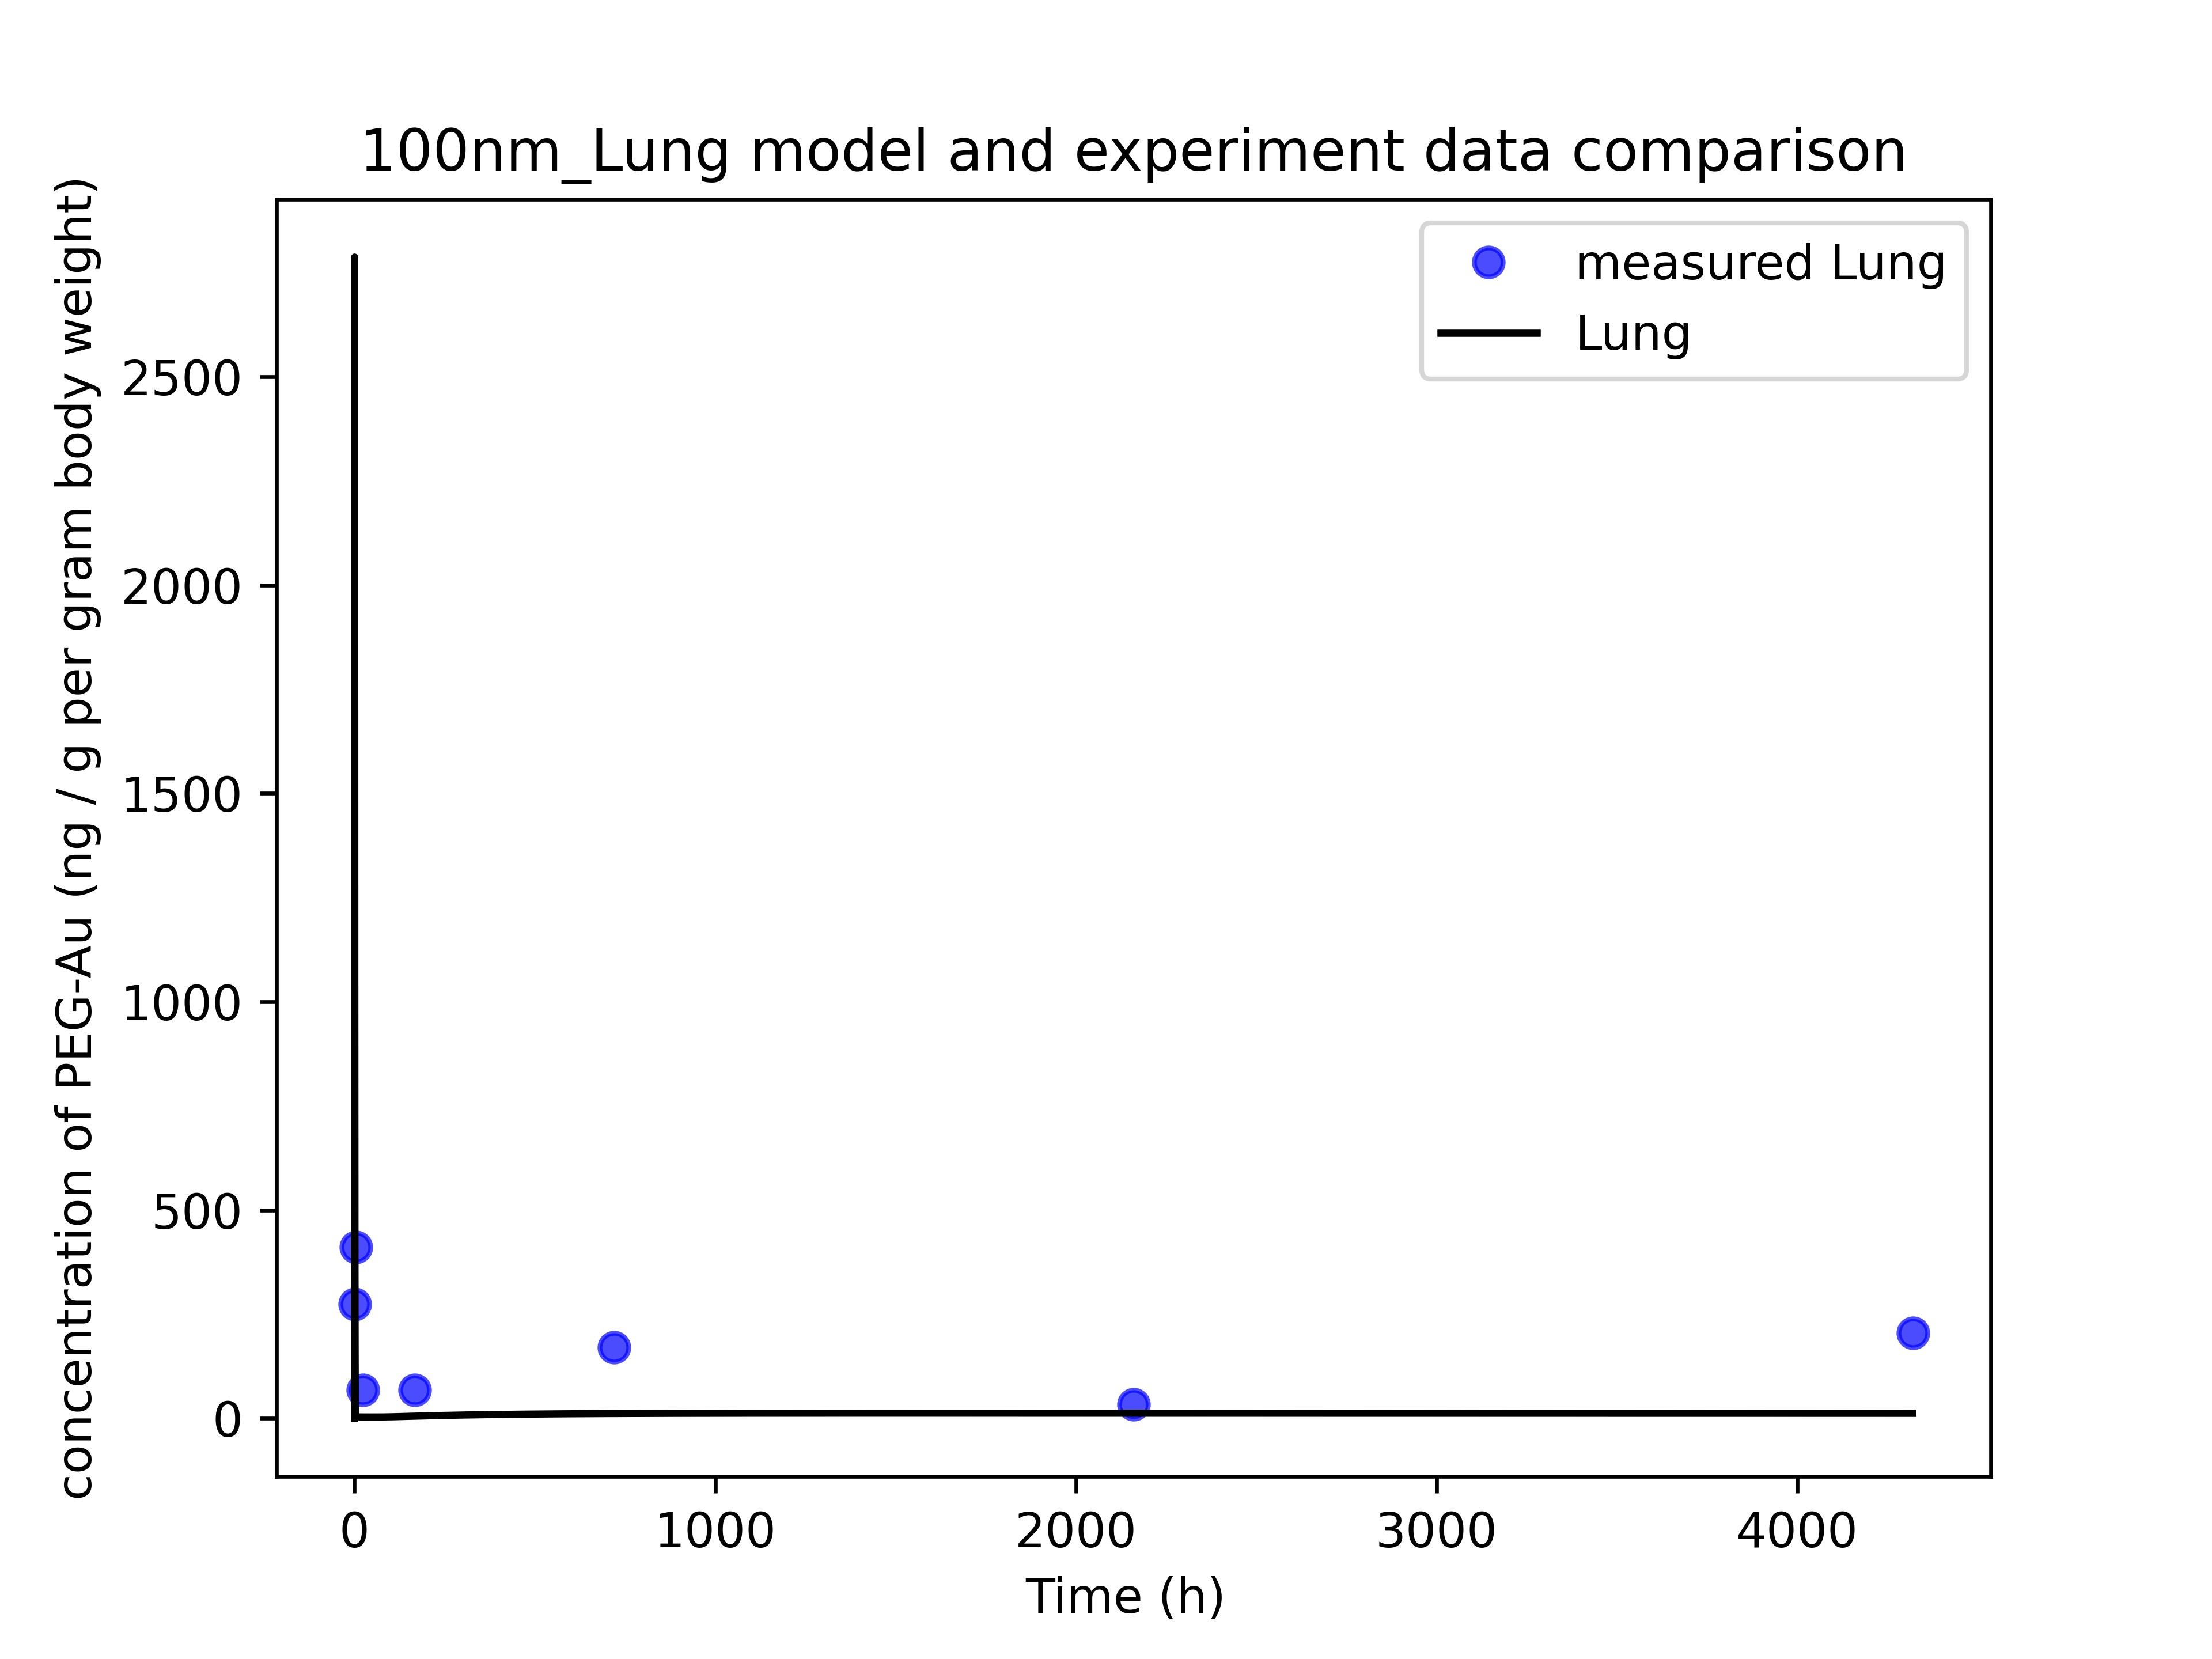 100nm_Lung model and experiment data comparison
measured Lung
Lung
concentration of PEG-Au (ng / g per gram body weight)
2500
2000
1500
1000
500
0
0 1000 2000 3000 4000
Time (h)